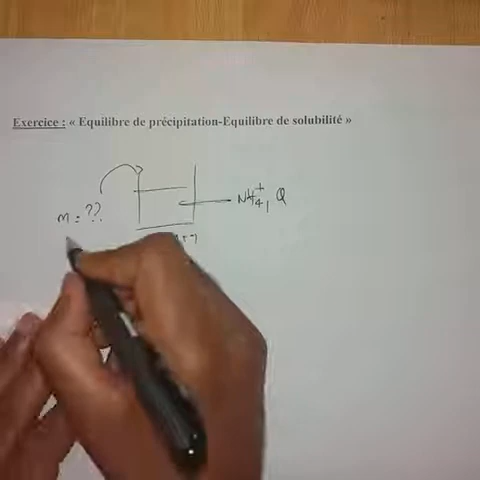 Exercice : « Equilibre de précipitation-Equilibre de solubilité »
NH₄⁺, Q
m = ??